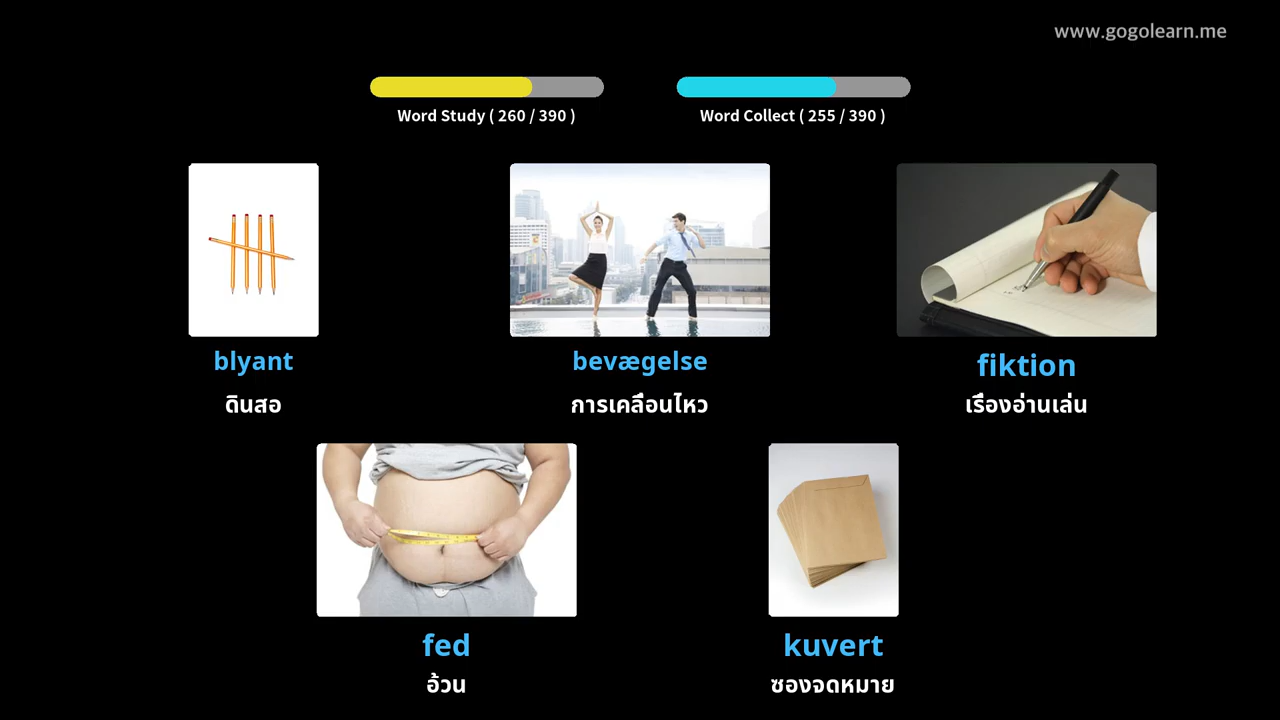 www.gogolearn.me
Word Study ( 260 / 390 )
Word Collect ( 255 / 390 )
blyant
ดินสอ
bevægelse
การเคลื่อนไหว
fiktion
เรื่องอ่านเล่น
fed
อ้วน
kuvert
ซองจดหมาย